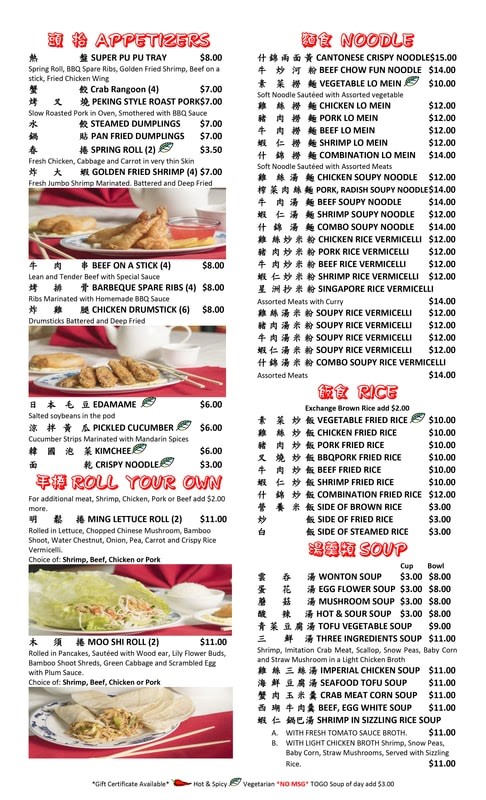 頭抬 APPETIZERS
熱盤 SUPER PU PU TRAY $8.00
Spring Roll, BBQ Spare Ribs, Golden Fried Shrimp, Beef on a
stick, Fried Chicken Wing
蟹餃 Crab Rangoon (4) $7.00
烤叉燒 PEKING STYLE ROAST PORK $7.00
Slow Roasted Pork in Oven, Smothered with BBQ Sauce
水餃 STEAMED DUMPLINGS $7.00
鍋貼 PAN FRIED DUMPLINGS $7.00
春捲 SPRING ROLL (2) $3.50
Fresh Chicken, Cabbage and Carrot in very thin Skin
炸大蝦 GOLDEN FRIED SHRIMP (4) $7.00
Fresh Jumbo Shrimp Marinated, Battered and Deep Fried
牛肉串 BEEF ON A STICK (4) $8.00
Lean and Tender Beef with Special Sauce
烤排骨 BARBEQUE SPARE RIBS (4) $8.00
Ribs Marinated with Homemade BBQ Sauce
炸雞腿 CHICKEN DRUMSTICK (6) $8.00
Drumsticks Battered and Deep Fried
日本毛豆 EDAMAME $6.00
Salted soybeans in the pod
涼拌黃瓜 PICKLED CUCUMBER $6.00
Cucumber Strips Marinated with Mandarin Spices
韓國泡菜 KIMCHEE $6.00
面乾 CRISPY NOODLE $3.00
半捲 ROLL YOUR OWN
For additional meat, Shrimp, Chicken, Pork or Beef add $2.00
more.
明鬆 MING LETTUCE ROLL (2) $11.00
Rolled in Lettuce, Chopped Chinese Mushroom, Bamboo
Shoot, Water Chestnut, Onion, Pea, Carrot and Crispy Rice
Vermicelli.
Choice of: Shrimp, Beef, Chicken or Pork
木須捲 MOO SHI ROLL (2) $11.00
Rolled in Pancakes, Sautéed with Wood ear, Lily Flower Buds,
Bamboo Shoot Shreds, Green Cabbage and Scrambled Egg
with Plum Sauce.
Choice of: Shrimp, Beef, Chicken or Pork
麵食 NOODLE
什錦兩面黃 CANTONESE CRISPY NOODLE $15.00
牛炒河粉 BEEF CHOW FUN NOODLE $14.00
素菜撈麵 VEGETABLE LO MEIN $10.00
Soft Noodle Sautéed with Assorted vegetable
雞絲撈麵 CHICKEN LO MEIN $12.00
豬肉撈麵 PORK LO MEIN $12.00
牛肉撈麵 BEEF LO MEIN $12.00
蝦仁撈麵 SHRIMP LO MEIN $12.00
什錦撈麵 COMBINATION LO MEIN $14.00
Soft Noodle Sautéed with Assorted Meats
雞絲湯麵 CHICKEN SOUPY NOODLE $12.00
榨菜肉絲麵 PORK, RADISH SOUPY NOODLE $14.00
牛肉湯麵 BEEF SOUPY NOODLE $14.00
蝦仁湯麵 SHRIMP SOUPY NOODLE $12.00
什錦湯麵 COMBO SOUPY NOODLE $14.00
雞絲炒米粉 CHICKEN RICE VERMICELLI $12.00
豬肉炒米粉 PORK RICE VERMICELLI $12.00
牛肉炒米粉 BEEF RICE VERMICELLI $12.00
蝦仁炒米粉 SHRIMP RICE VERMICELLI $12.00
星洲炒米粉 SINGAPORE RICE VERMICELLI
Assorted Meats with Curry $14.00
雞絲湯米粉 SOUPY RICE VERMICELLI $12.00
豬肉湯米粉 SOUPY RICE VERMICELLI $12.00
牛肉湯米粉 SOUPY RICE VERMICELLI $12.00
蝦仁湯米粉 SOUPY RICE VERMICELLI $12.00
什錦湯米粉 COMBO SOUPY RICE VERMICELLI
Assorted Meats $14.00
飯食 RICE
Exchange Brown Rice add $2.00
素菜炒飯 VEGETABLE FRIED RICE $10.00
雞絲炒飯 CHICKEN FRIED RICE $10.00
豬肉炒飯 PORK FRIED RICE $10.00
叉燒炒飯 BBQPORK FRIED RICE $10.00
牛肉炒飯 BEEF FRIED RICE $10.00
蝦仁炒飯 SHRIMP FRIED RICE $10.00
什錦炒飯 COMBINATION FRIED RICE $12.00
營養米飯 SIDE OF BROWN RICE $3.00
炒飯 SIDE OF FRIED RICE $3.00
白飯 SIDE OF STEAMED RICE $3.00
湯羹類 SOUP
Cup Bowl
雲吞湯 WONTON SOUP $3.00 $8.00
蛋花湯 EGG FLOWER SOUP $3.00 $8.00
蘑菇湯 MUSHROOM SOUP $3.00 $8.00
酸辣湯 HOT & SOUR SOUP $3.00 $8.00
青菜豆腐湯 TOFU VEGETABLE SOUP $9.00
三鮮湯 THREE INGREDIENTS SOUP $11.00
Shrimp, Imitation Crab Meat, Scallop, Snow Peas, Baby Corn
and Straw Mushroom in a Light Chicken Broth
雞絲三絲湯 IMPERIAL CHICKEN SOUP $11.00
海鮮豆腐湯 SEAFOOD TOFU SOUP $11.00
蟹肉玉米羹 CRAB MEAT CORN SOUP $11.00
西湖牛肉羹 BEEF, EGG WHITE SOUP $11.00
蝦仁鍋巴湯 SHRIMP IN SIZZLING RICE SOUP
A. WITH FRESH TOMATO SAUCE BROTH. $11.00
B. WITH LIGHT CHICKEN BROTH Shrimp, Snow Peas,
Baby Corn, Straw Mushrooms, Served with Sizzling
Rice. $11.00
*Gift Certificate Available* Hot & Spicy Vegetarian *NO MSG* TOGO Soup of day add $3.00